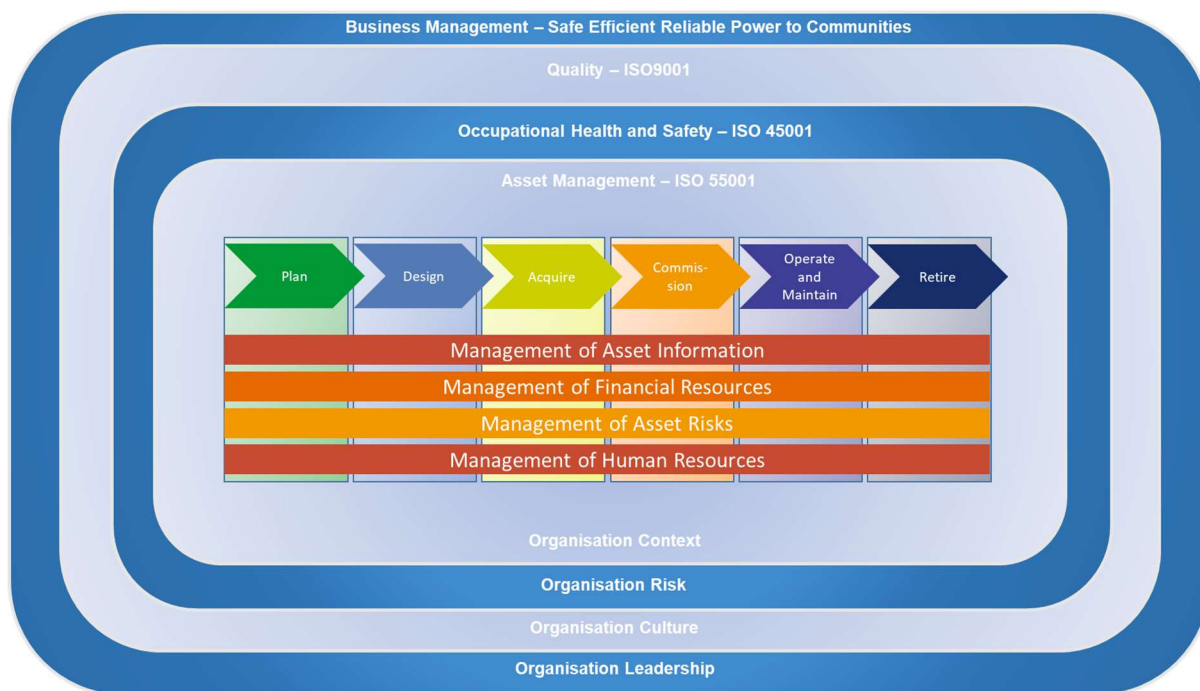 Business Management – Safe Efficient Reliable Power to Communities
Quality – ISO9001
Occupational Health and Safety – ISO 45001
Asset Management – ISO 55001
Plan
Design
Acquire
Commis-
sion
Operate
and
Maintain
Retire
Management of Asset Information
Management of Financial Resources
Management of Asset Risks
Management of Human Resources
Organisation Context
Organisation Risk
Organisation Culture
Organisation Leadership